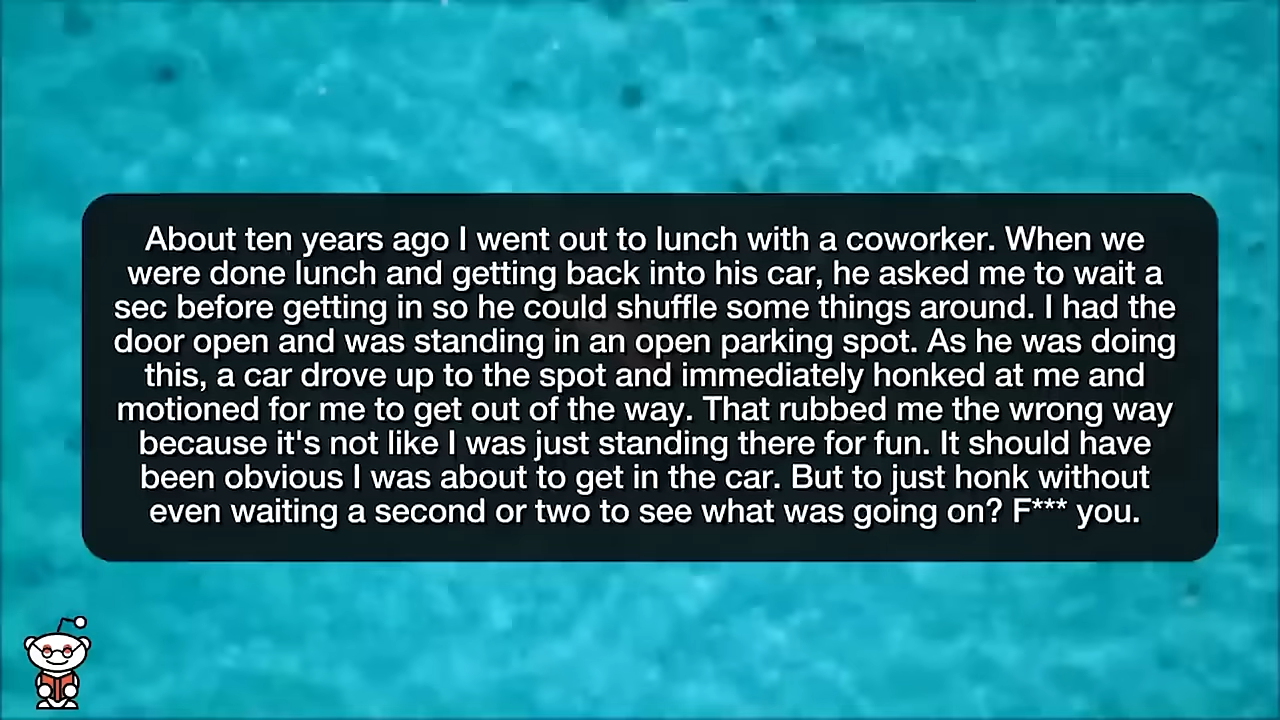 About ten years ago I went out to lunch with a coworker. When we
were done lunch and getting back into his car, he asked me to wait a
sec before getting in so he could shuffle some things around. I had the
door open and was standing in an open parking spot. As he was doing
this, a car drove up to the spot and immediately honked at me and
motioned for me to get out of the way. That rubbed me the wrong way
because it's not like I was just standing there for fun. It should have
been obvious I was about to get in the car. But to just honk without
even waiting a second or two to see what was going on? F*** you.